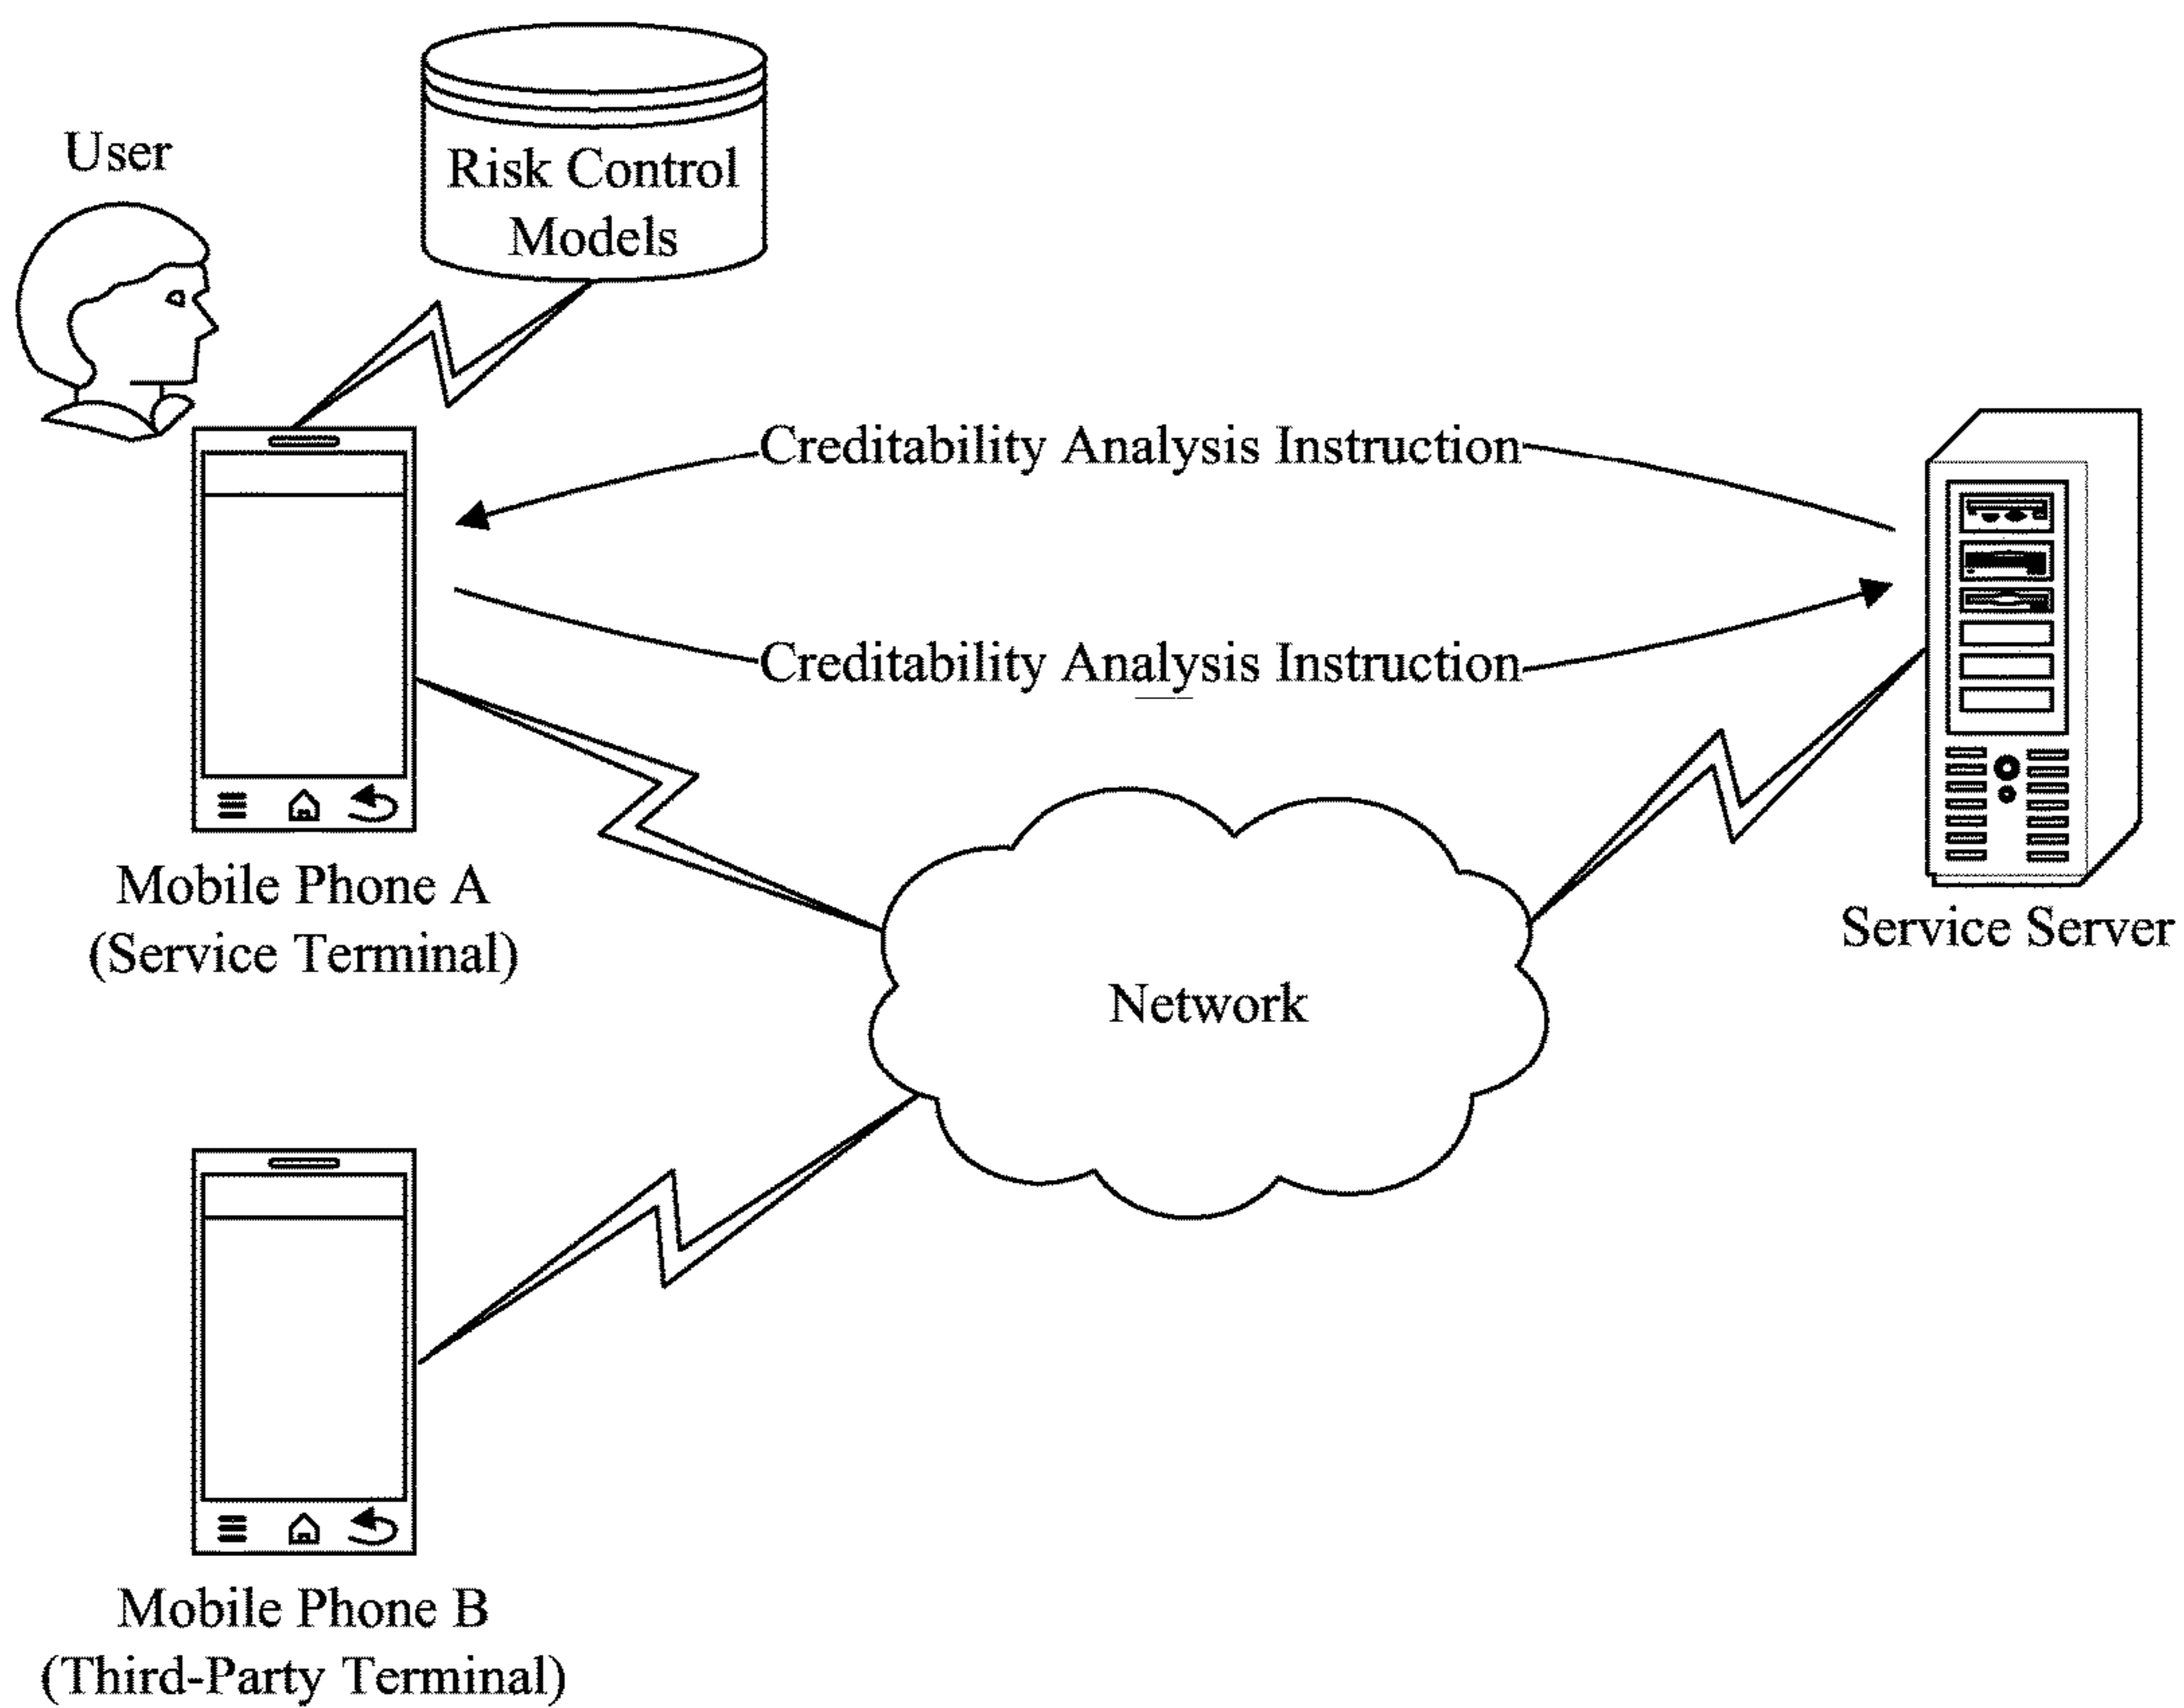 User
Risk Control
Models
Creditability Analysis Instruction
Creditability Analysis Instruction
Mobile Phone A
(Service Terminal)
Service Server
Network
Mobile Phone B
(Third-Party Terminal)